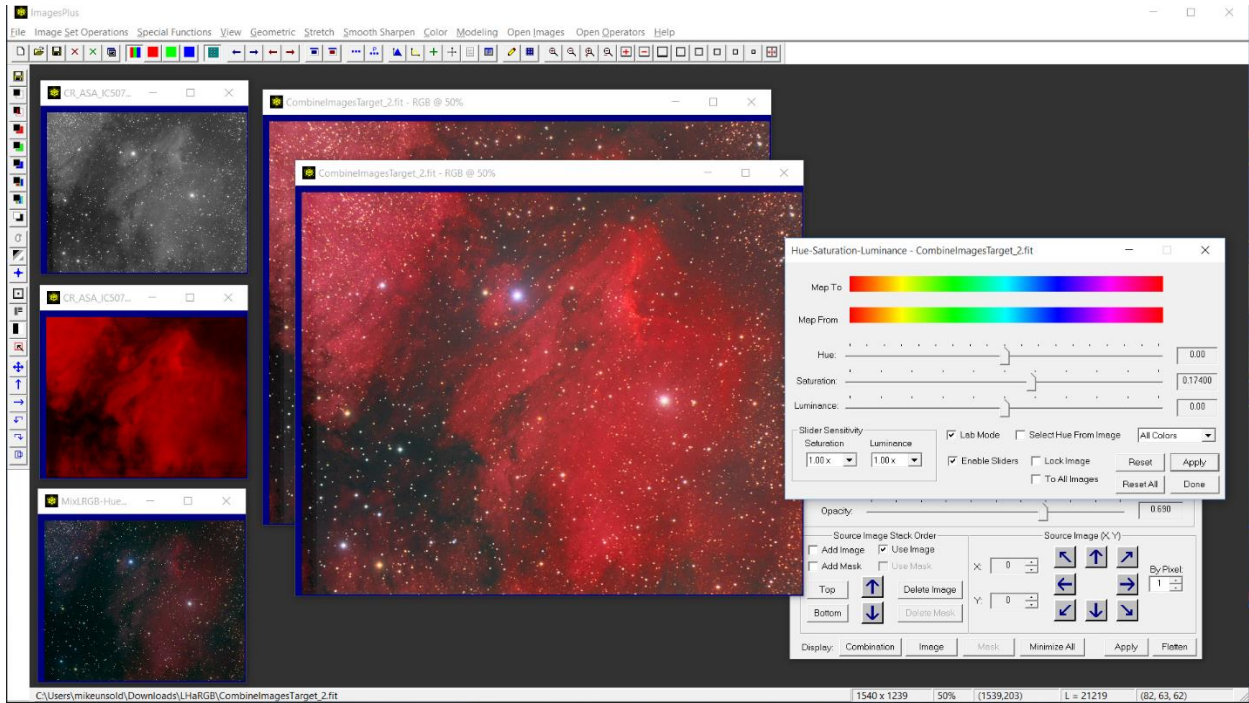 ImagesPlus
File Image Set Operations Special Functions View Geometric Stretch Smooth Sharpen Color Modeling Open Images Open Operators Help
CR_ASA_IC507...
CombineImagesTarget_2.fit - RGB @ 50%
CombineImagesTarget_2.fit - RGB @ 50%
CR_ASA_IC507...
MixLRGB-Hue...
Hue-Saturation-Luminance - CombineImagesTarget_2.fit
Map To
Map From
Hue: 0.00
Saturation: 0.17400
Luminance: 0.00
Slider Sensitivity
Saturation Luminance
1.00 x 1.00 x
Lab Mode Select Hue From Image All Colors
Enable Sliders Lock Image Reset Apply
To All Images Reset All Done
Opacity: 0.690
Source Image Stack Order Source Image (X, Y)
Add Image Use Image
Add Mask Use Mask X: 0 By Pixel:
1
Top Delete Image
Bottom Delete Mask Y: 0
Display: Combination Image Mask Minimize All Apply Flatten
C:\Users\mikeunsold\Downloads\LHaRGB\CombineImagesTarget_2.fit 1540 x 1239 50% (1539,203) L = 21219 (82, 63, 62)